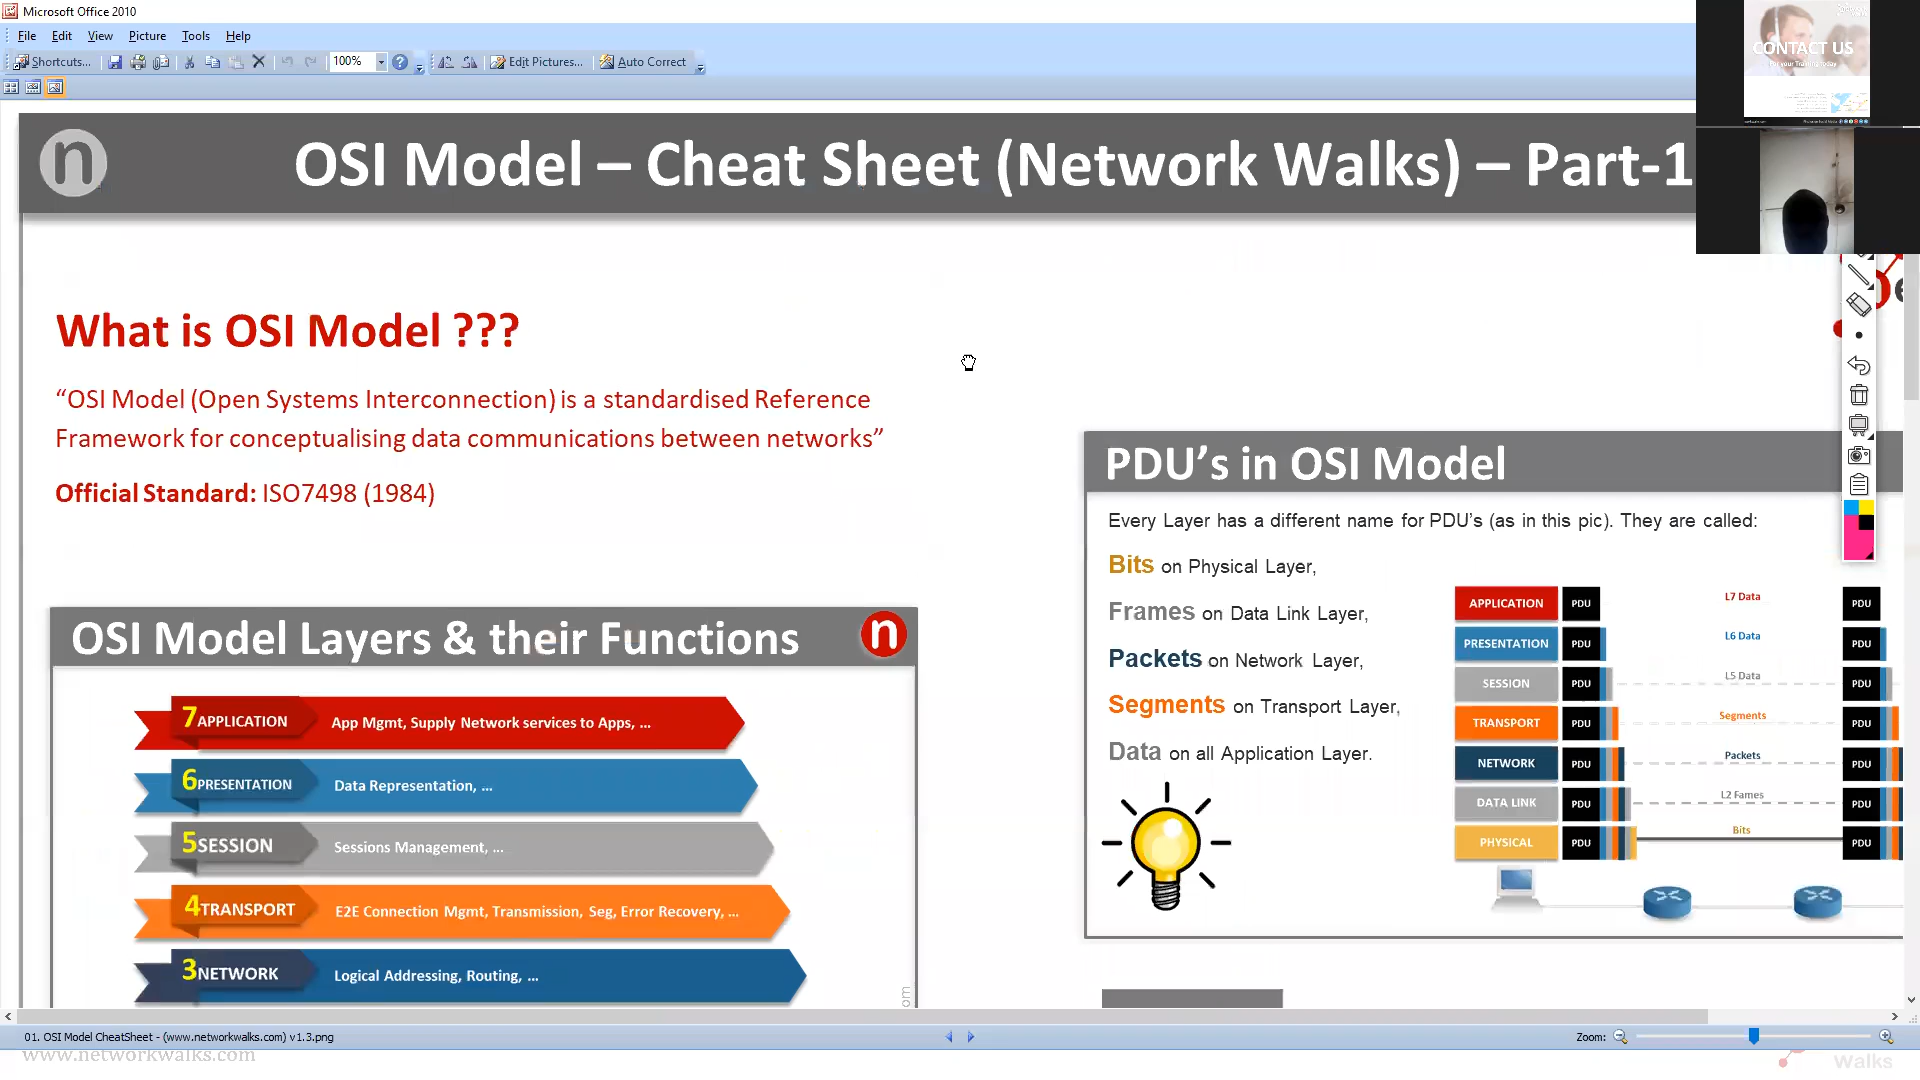 Microsoft Office 2010
File Edit View Picture Tools Help
Shortcuts... 100% Edit Pictures... Auto Correct
CONTACT US
n OSI Model – Cheat Sheet (Network Walks) – Part-1
What is OSI Model ???
“OSI Model (Open Systems Interconnection) is a standardised Reference
Framework for conceptualising data communications between networks”
Official Standard: ISO7498 (1984)
OSI Model Layers & their Functions n
7 APPLICATION App Mgmt, Supply Network services to Apps, ...
6 PRESENTATION Data Representation, ...
5 SESSION Sessions Management, ...
4 TRANSPORT E2E Connection Mgmt, Transmission, Seg, Error Recovery, ...
3 NETWORK Logical Addressing, Routing, ...
om
PDU’s in OSI Model
Every Layer has a different name for PDU’s (as in this pic). They are called:
Bits on Physical Layer,
Frames on Data Link Layer,
Packets on Network Layer,
Segments on Transport Layer,
Data on all Application Layer.
APPLICATION PDU L7 Data PDU
PRESENTATION PDU L6 Data PDU
SESSION PDU L5 Data PDU
TRANSPORT PDU Segments PDU
NETWORK PDU Packets PDU
DATA LINK PDU L2 Fames PDU
PHYSICAL PDU Bits PDU
01. OSI Model CheatSheet - (www.networkwalks.com) v1.3.png
Zoom:
www.networkwalks.com
Walks